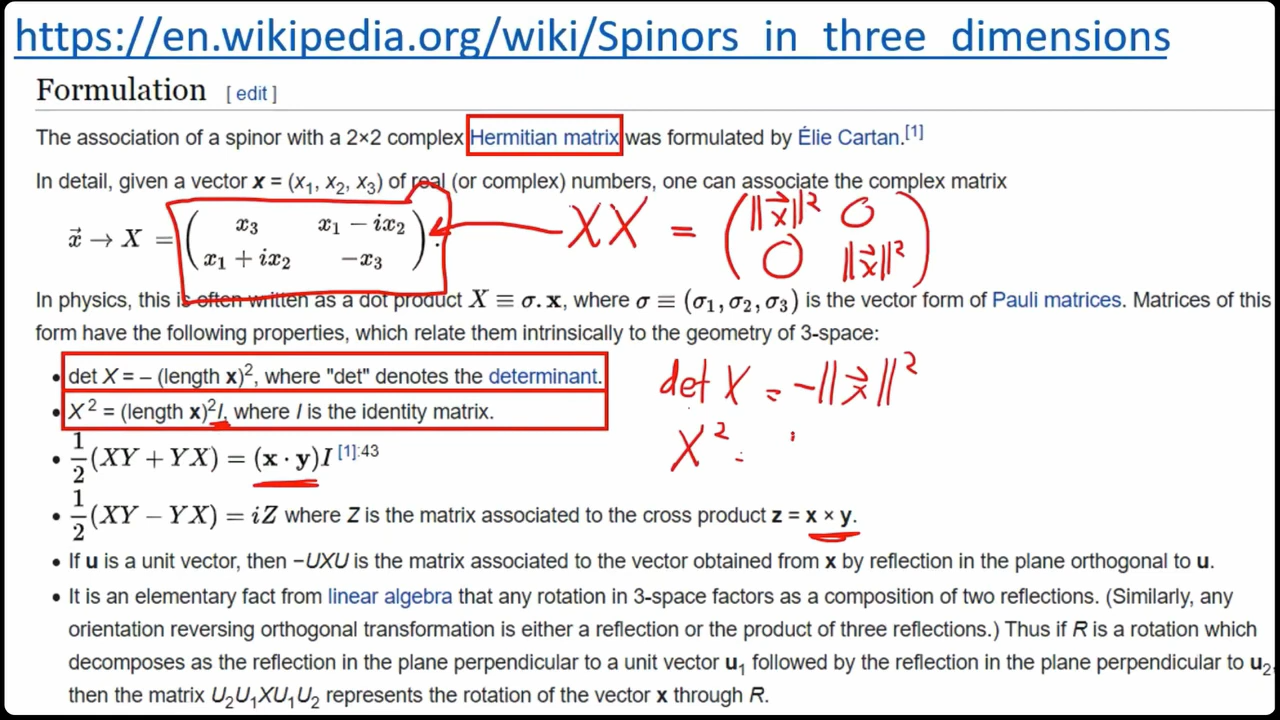 https://en.wikipedia.org/wiki/Spinors_in_three_dimensions
Formulation [ edit ]
The association of a spinor with a 2×2 complex Hermitian matrix was formulated by Élie Cartan.[1]
In detail, given a vector x = (x₁, x₂, x₃) of real (or complex) numbers, one can associate the complex matrix
x⃗ → X = ( x₃ x₁ − ix₂
x₁ + ix₂ −x₃ ).
XX = ( ||x⃗||² 0
0 ||x⃗||² )
In physics, this is often written as a dot product X ≡ σ.x, where σ ≡ (σ₁, σ₂, σ₃) is the vector form of Pauli matrices. Matrices of this
form have the following properties, which relate them intrinsically to the geometry of 3-space:
• det X = – (length x)², where "det" denotes the determinant.
• X² = (length x)²I, where I is the identity matrix.
det X = -||x⃗||²
X² =
• 1/2 (XY + YX) = (x · y)I [1]:43
• 1/2 (XY − YX) = iZ where Z is the matrix associated to the cross product z = x × y.
• If u is a unit vector, then −UXU is the matrix associated to the vector obtained from x by reflection in the plane orthogonal to u.
• It is an elementary fact from linear algebra that any rotation in 3-space factors as a composition of two reflections. (Similarly, any
orientation reversing orthogonal transformation is either a reflection or the product of three reflections.) Thus if R is a rotation which
decomposes as the reflection in the plane perpendicular to a unit vector u₁ followed by the reflection in the plane perpendicular to u₂,
then the matrix U₂U₁XU₁U₂ represents the rotation of the vector x through R.